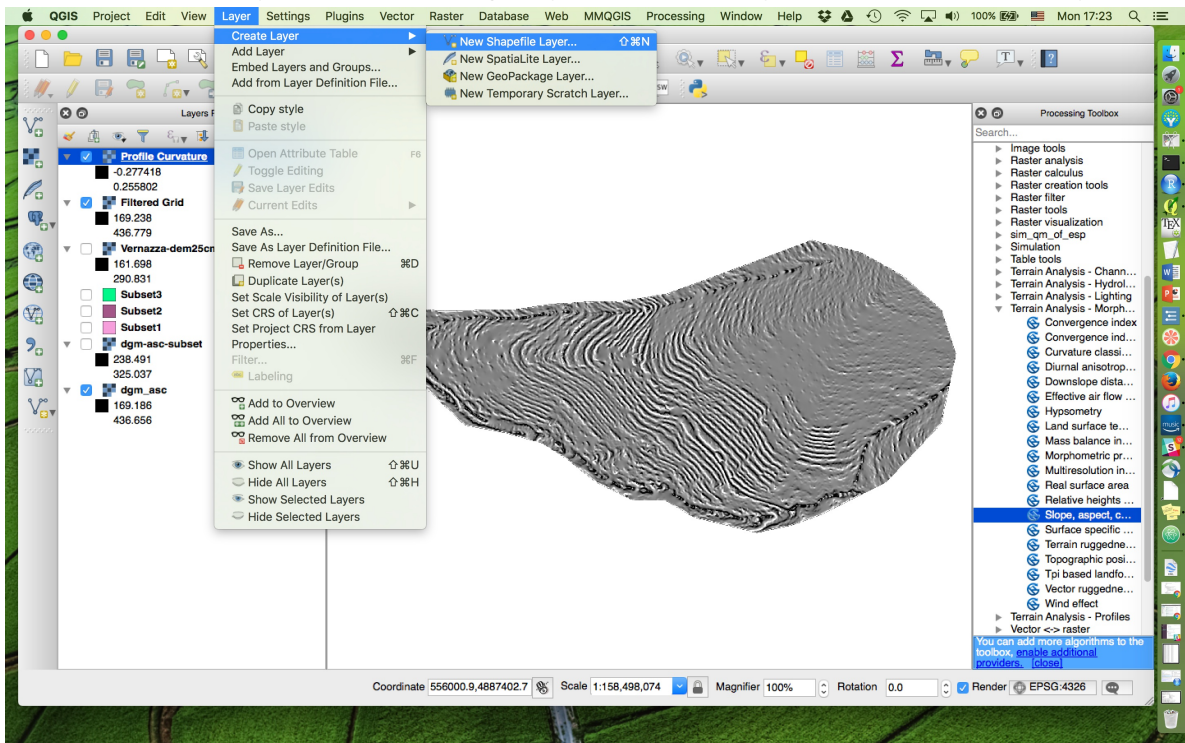 QGIS Project Edit View Layer Settings Plugins Vector Raster Database Web MMQGIS Processing Window Help 100% Mon 17:23
Create Layer
Add Layer
Embed Layers and Groups...
Add from Layer Definition File...
Copy style
Paste style
Open Attribute Table F6
Toggle Editing
Save Layer Edits
Current Edits
Save As...
Save As Layer Definition File...
Remove Layer/Group ⌘D
Duplicate Layer(s)
Set Scale Visibility of Layer(s)
Set CRS of Layer(s) ⇧⌘C
Set Project CRS from Layer
Properties...
Filter... ⌘F
Labeling
Add to Overview
Add All to Overview
Remove All from Overview
Show All Layers ⇧⌘U
Hide All Layers ⇧⌘H
Show Selected Layers
Hide Selected Layers
New Shapefile Layer... ⇧⌘N
New SpatiaLite Layer...
New GeoPackage Layer...
New Temporary Scratch Layer...
Layers
Profile Curvature
-0.277418
0.255802
Filtered Grid
169.238
436.779
Vernazza-dem25cm
161.698
290.831
Subset3
Subset2
Subset1
dgm-asc-subset
238.491
325.037
dgm_asc
169.186
436.656
Processing Toolbox
Search...
Image tools
Raster analysis
Raster calculus
Raster creation tools
Raster filter
Raster tools
Raster visualization
sim_qm_of_esp
Simulation
Table tools
Terrain Analysis - Chann...
Terrain Analysis - Hydrol...
Terrain Analysis - Lighting
Terrain Analysis - Morph...
Convergence index
Convergence ind...
Curvature classi...
Diurnal anisotrop...
Downslope dista...
Effective air flow ...
Hypsometry
Land surface te...
Mass balance in...
Morphometric pr...
Multiresolution in...
Real surface area
Relative heights ...
Slope, aspect, c...
Surface specific ...
Terrain ruggedne...
Topographic posi...
Tpi based landfo...
Vector ruggedne...
Wind effect
Terrain Analysis - Profiles
Vector <-> raster
You can add more algorithms to the
toolbox, enable additional
providers. [close]
Coordinate 556000.9,4887402.7 Scale 1:158,498,074 Magnifier 100% Rotation 0.0 Render EPSG:4326